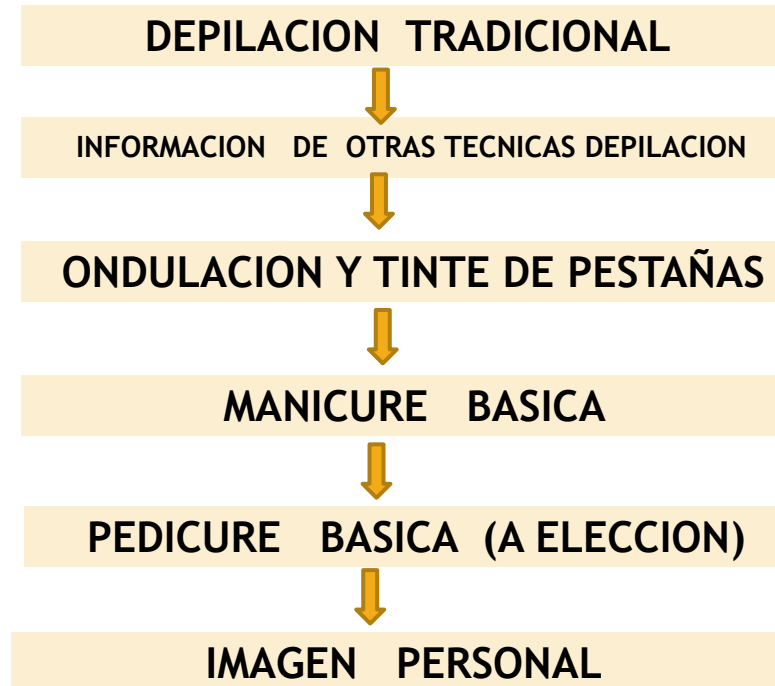 DEPILACION TRADICIONAL
INFORMACION DE OTRAS TECNICAS DEPILACION
ONDULACION Y TINTE DE PESTAÑAS
MANICURE BASICA
PEDICURE BASICA (A ELECCION)
IMAGEN PERSONAL